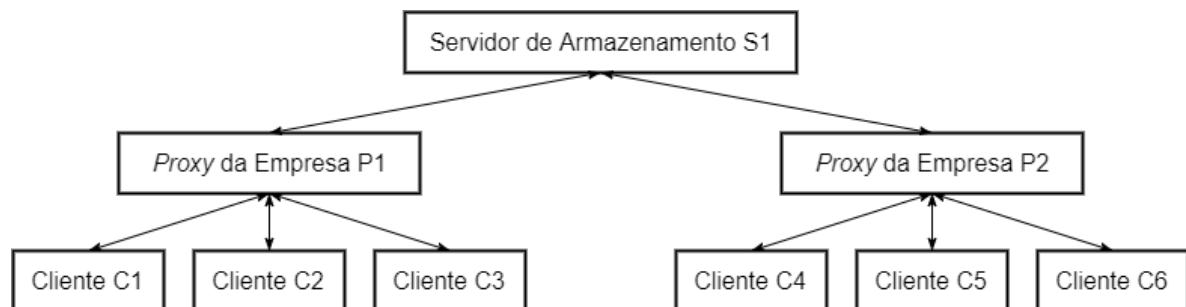 Servidor de Armazenamento S1
Proxy da Empresa P1
Proxy da Empresa P2
Cliente C1
Cliente C2
Cliente C3
Cliente C4
Cliente C5
Cliente C6